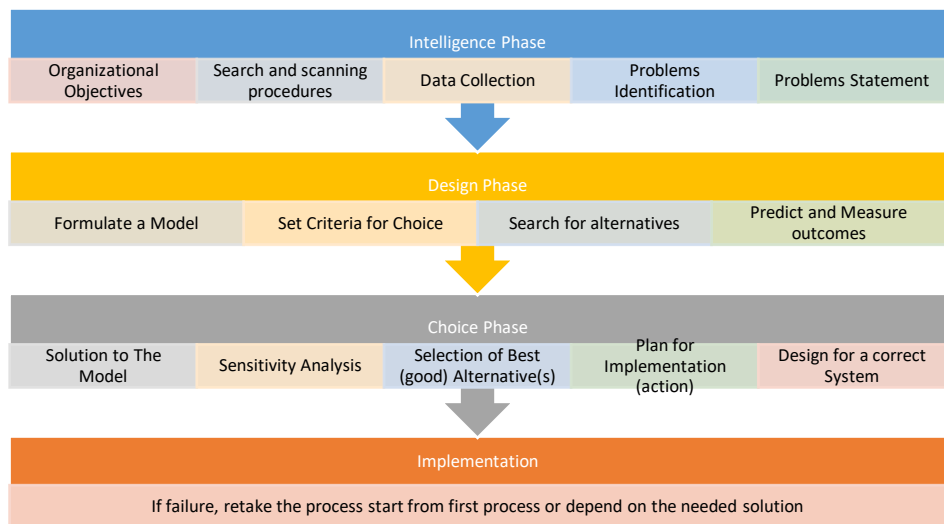 Intelligence Phase
Organizational
Objectives
Search and scanning
procedures
Data Collection
Problems
Identification
Problems Statement
Design Phase
Formulate a Model
Set Criteria for Choice
Search for alternatives
Predict and Measure
outcomes
Choice Phase
Solution to The
Model
Sensitivity Analysis
Selection of Best
(good) Alternative(s)
Plan for
Implementation
(action)
Design for a correct
System
Implementation
If failure, retake the process start from first process or depend on the needed solution